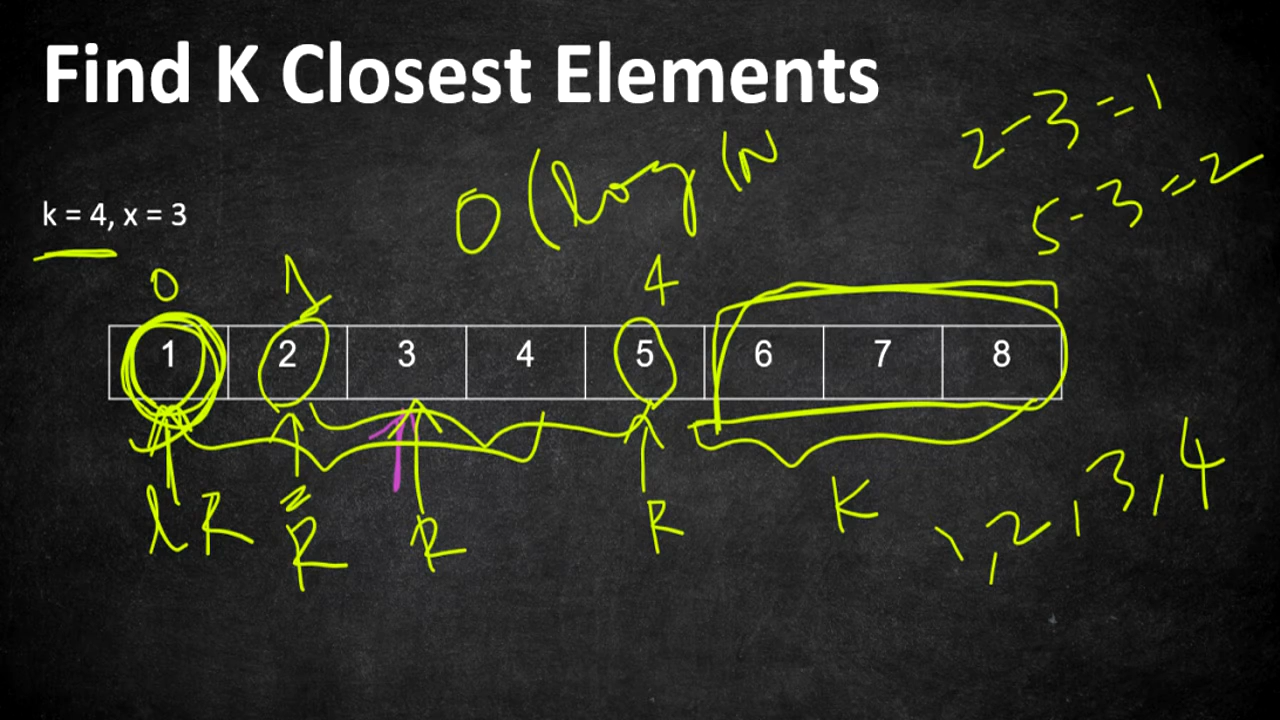 Find K Closest Elements
2-3=1
O(log(N
5-3=2
k = 4, x = 3
0 1 4
1 2 3 4 5 6 7 8
l R R R R K
1,2,3,4